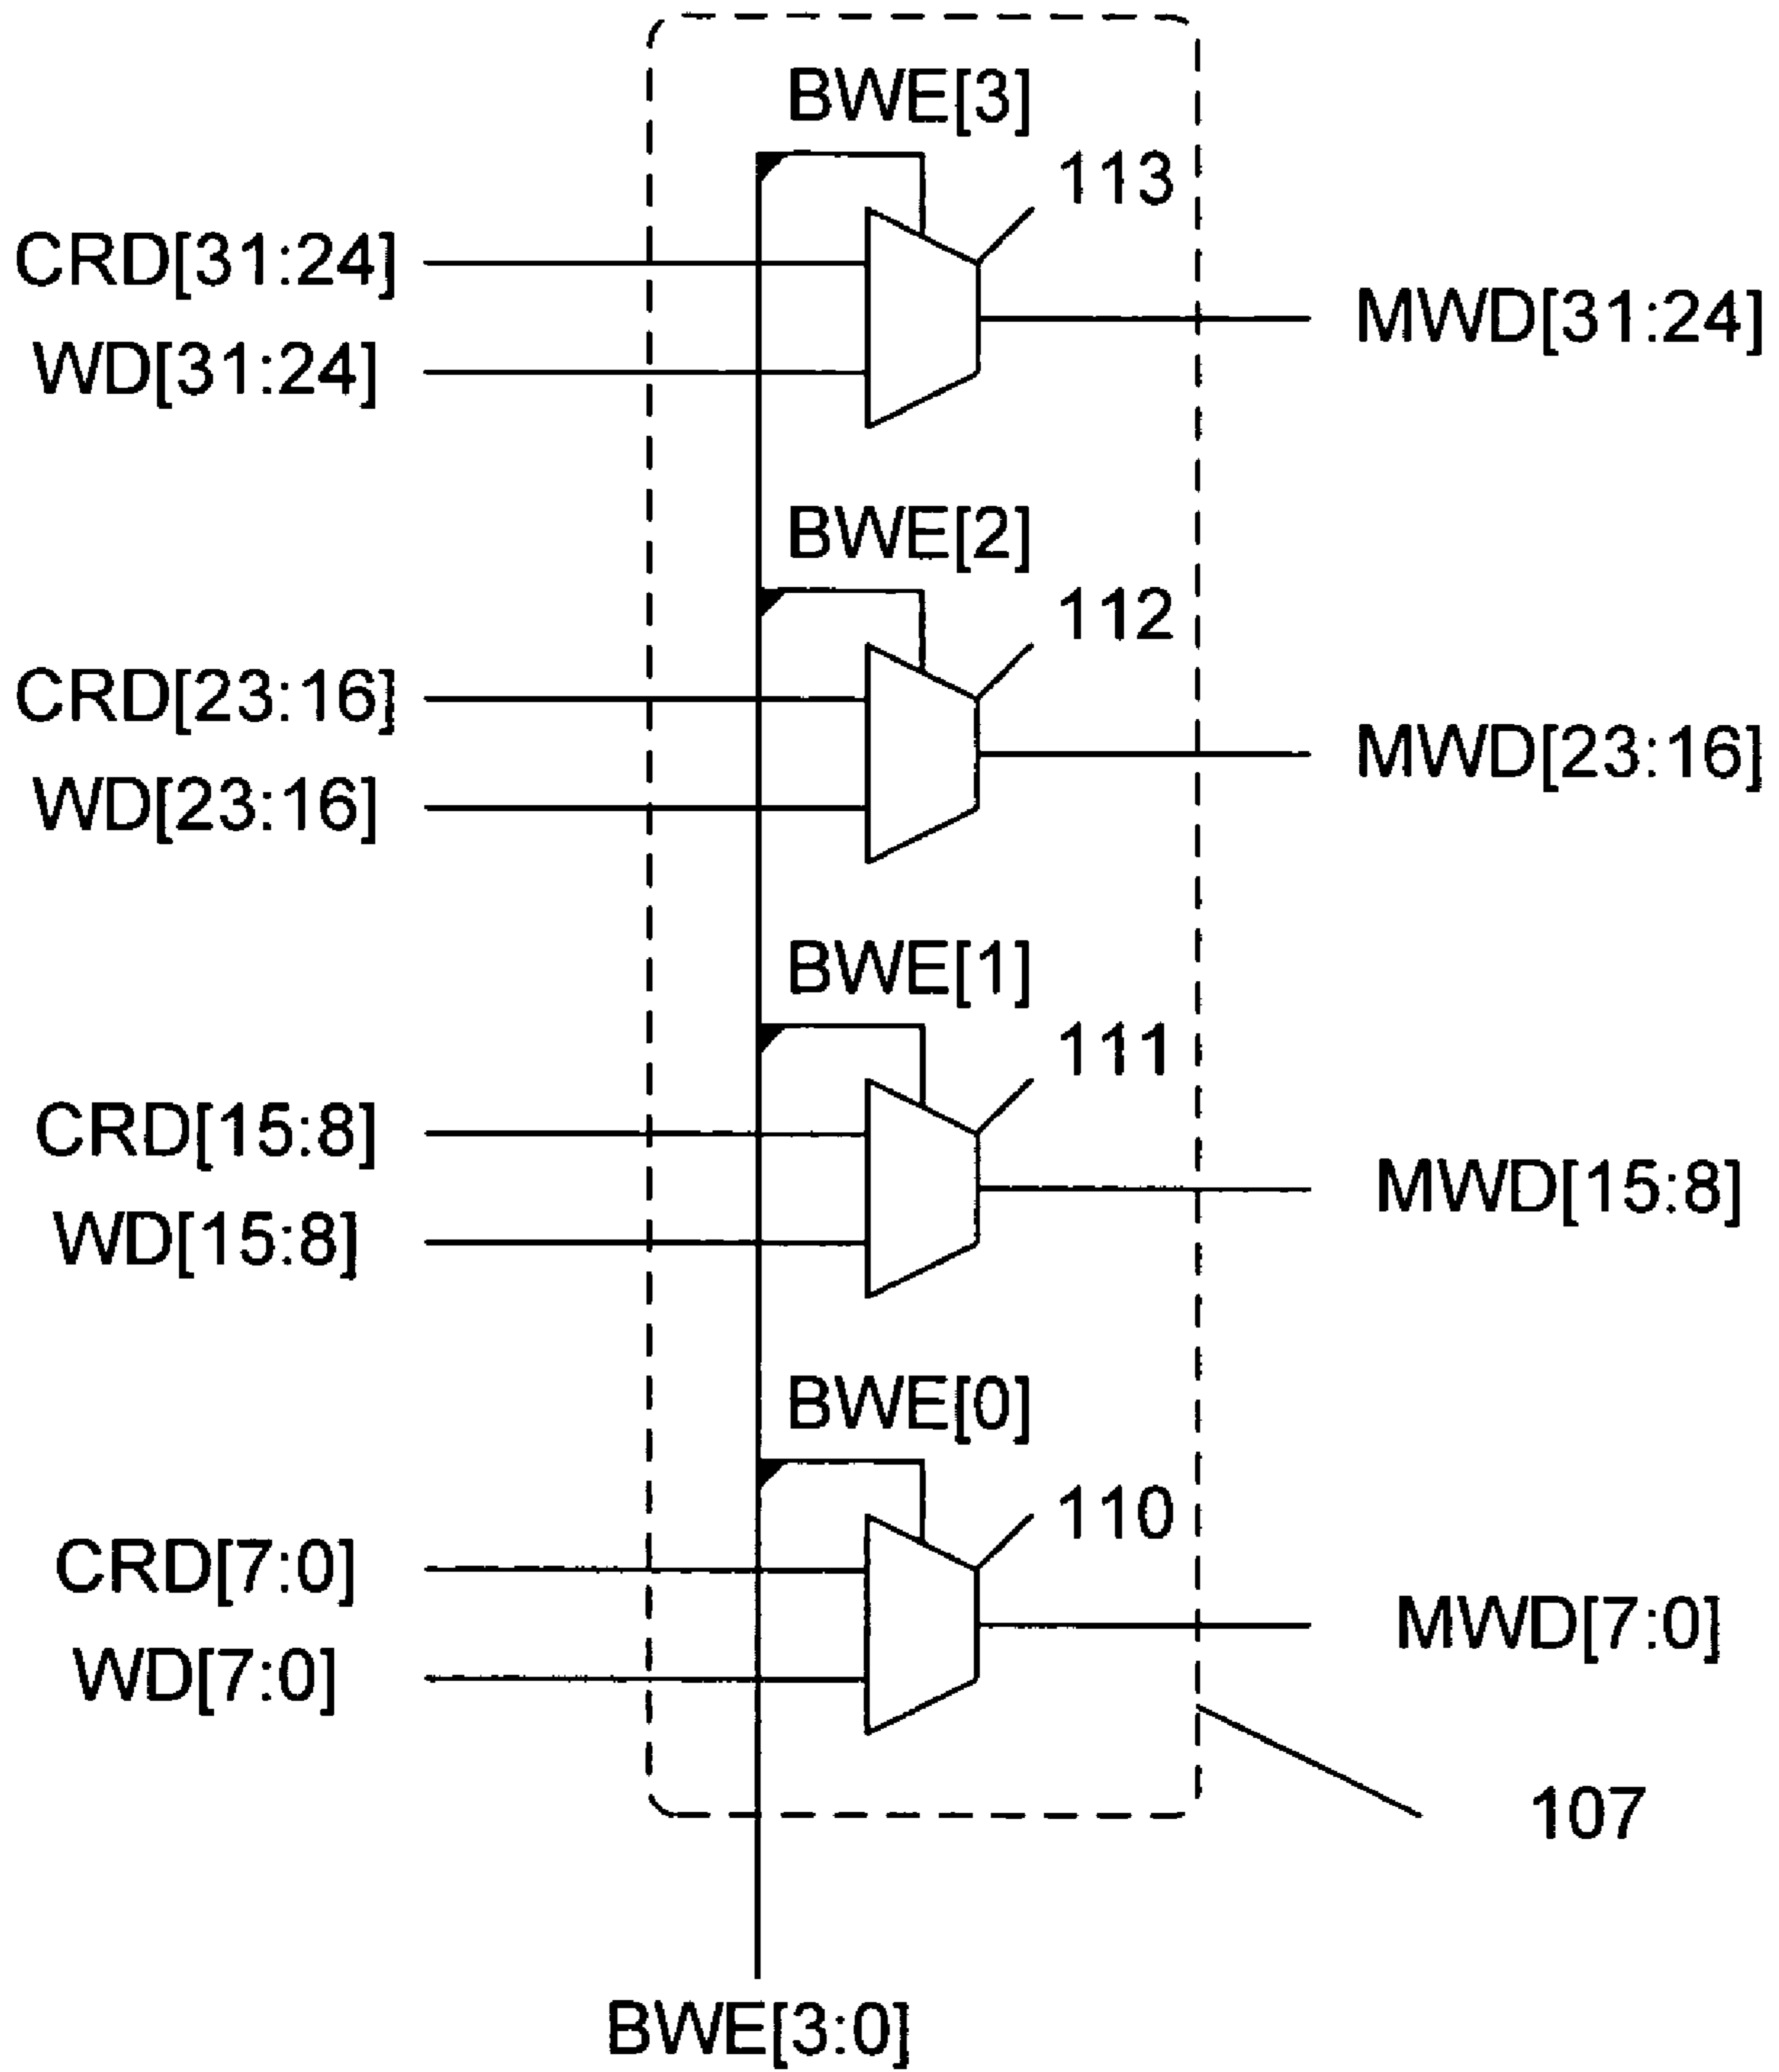 BWE[3]
113
CRD[31:24]
WD[31:24]
MWD[31:24]
BWE[2]
112
CRD[23:16]
WD[23:16]
MWD[23:16]
BWE[1]
111
CRD[15:8]
WD[15:8]
MWD[15:8]
BWE[0]
110
CRD[7:0]
WD[7:0]
MWD[7:0]
107
BWE[3:0]